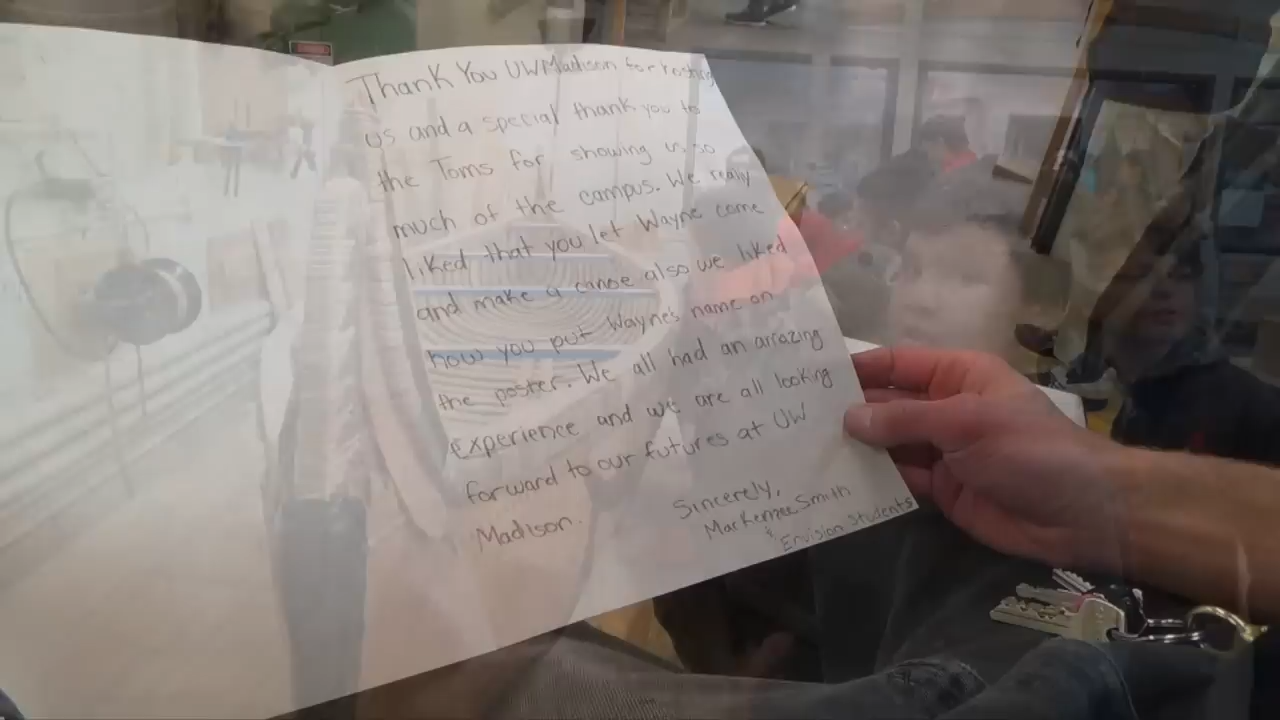 Thank You UWMadison for hosting
us and a special thank you to
the Toms for showing us so
much of the campus. We really
liked that you let Wayne come
and make a canoe also we liked
how you put Wayne's name on
the poster. We all had an amazing
experience and we are all looking
forward to our futures at UW
Madison.
Sincerely,
MacKenzee Smith
& Envision Students